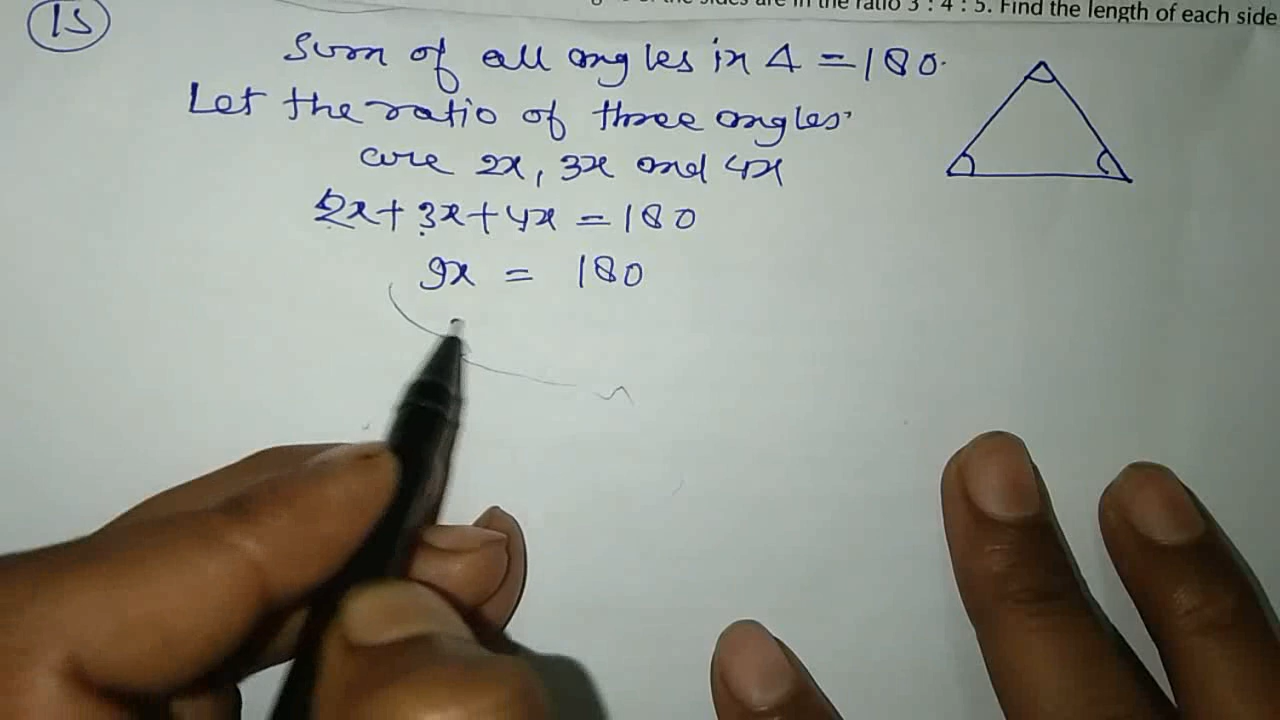 the sides are in the ratio 3 : 4 : 5. Find the length of each side
15
Sum of all angles in Δ = 180.
Let the ratio of three angles
are 2x, 3x and 4x
2x + 3x + 4x = 180
9x = 180